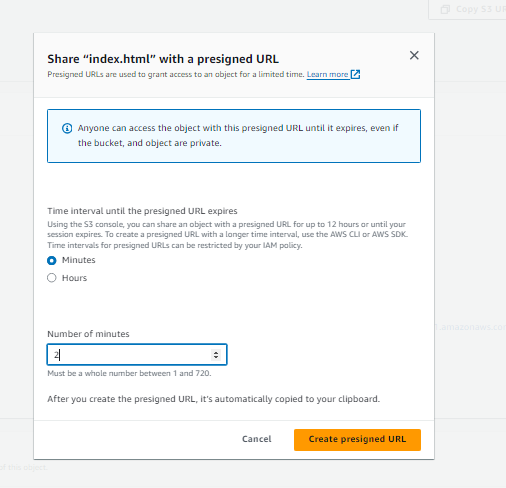 Copy S3 UR
Share “index.html” with a presigned URL
Presigned URLs are used to grant access to an object for a limited time. Learn more
Anyone can access the object with this presigned URL until it expires, even if
the bucket, and object are private.
Time interval until the presigned URL expires
Using the S3 console, you can share an object with a presigned URL for up to 12 hours or until your
session expires. To create a presigned URL with a longer time interval, use the AWS CLI or AWS SDK.
Time intervals for presigned URLs can be restricted by your IAM policy.
Minutes
Hours
Number of minutes
2
Must be a whole number between 1 and 720.
After you create the presigned URL, it's automatically copied to your clipboard.
Cancel
Create presigned URL
of this object.